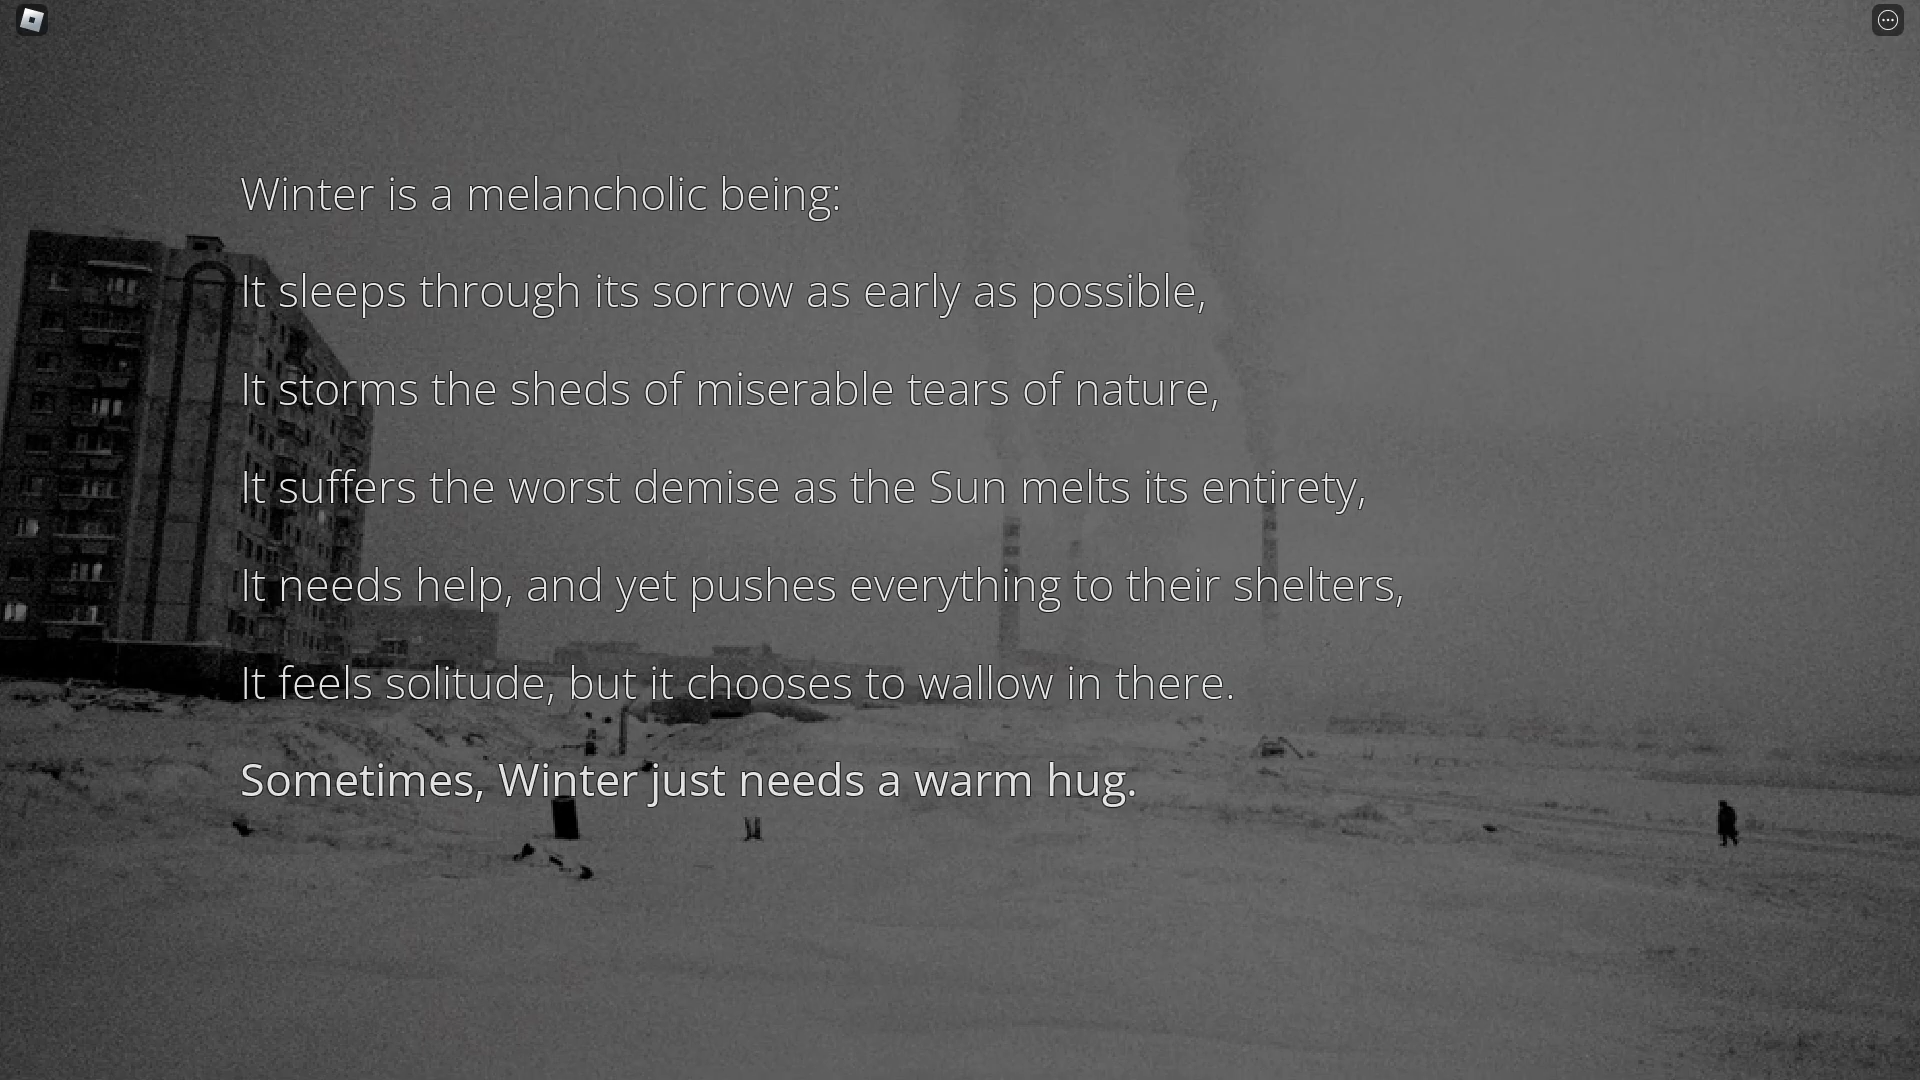 Winter is a melancholic being:
It sleeps through its sorrow as early as possible,
It storms the sheds of miserable tears of nature,
It suffers the worst demise as the Sun melts its entirety,
It needs help, and yet pushes everything to their shelters,
It feels solitude, but it chooses to wallow in there.
Sometimes, Winter just needs a warm hug.